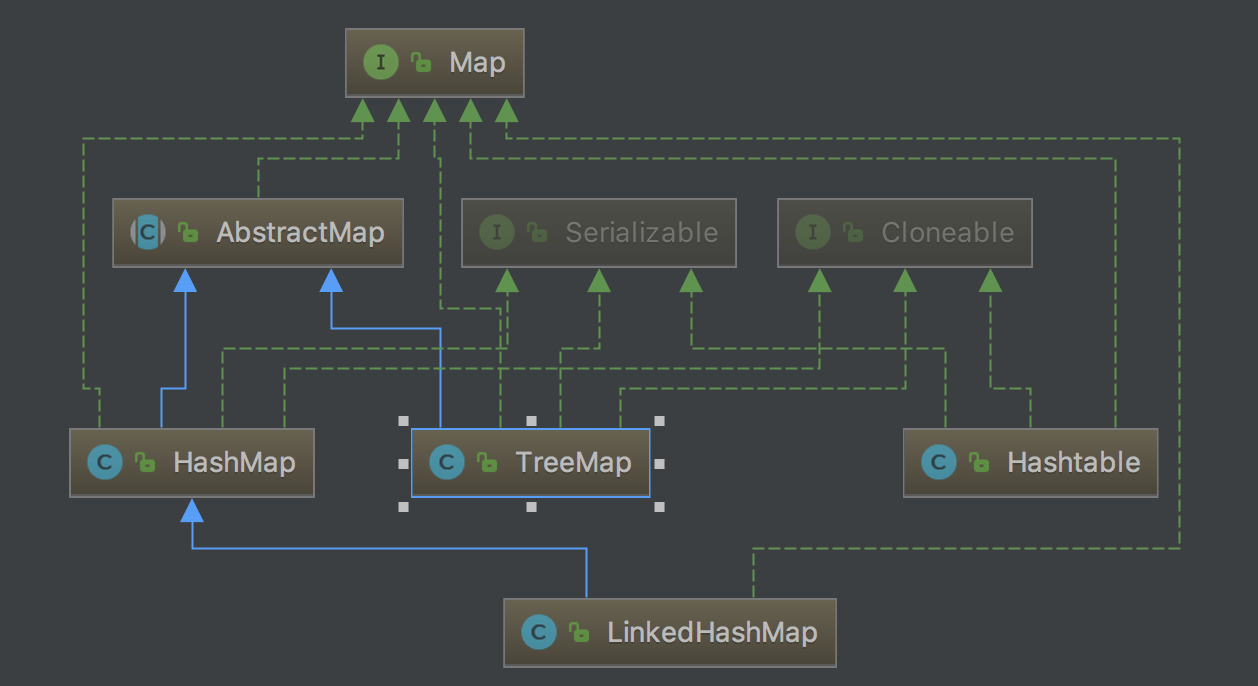 I Map
C AbstractMap
I Serializable
I Cloneable
C HashMap
C TreeMap
C Hashtable
C LinkedHashMap